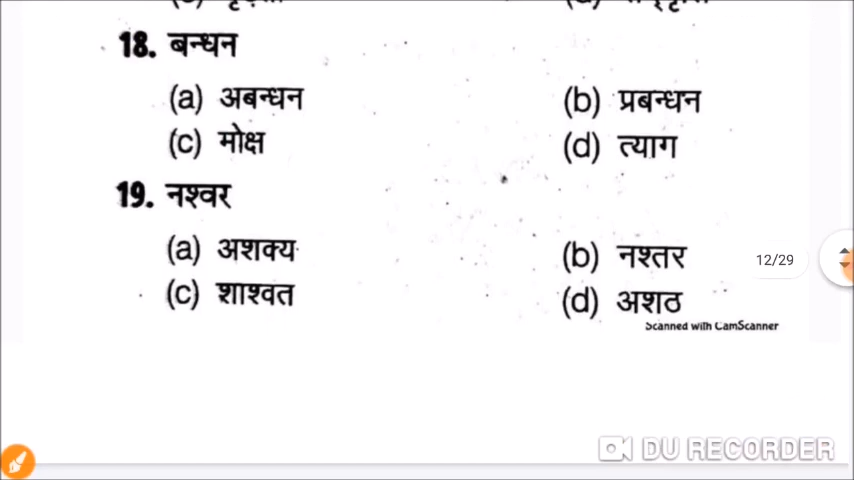 18. बन्धन
(a) अबन्धन (b) प्रबन्धन
(c) मोक्ष (d) त्याग
19. नश्वर
(a) अशक्य (b) नश्तर
(c) शाश्वत (d) अशठ
12/29
Scanned with CamScanner
DU RECORDER